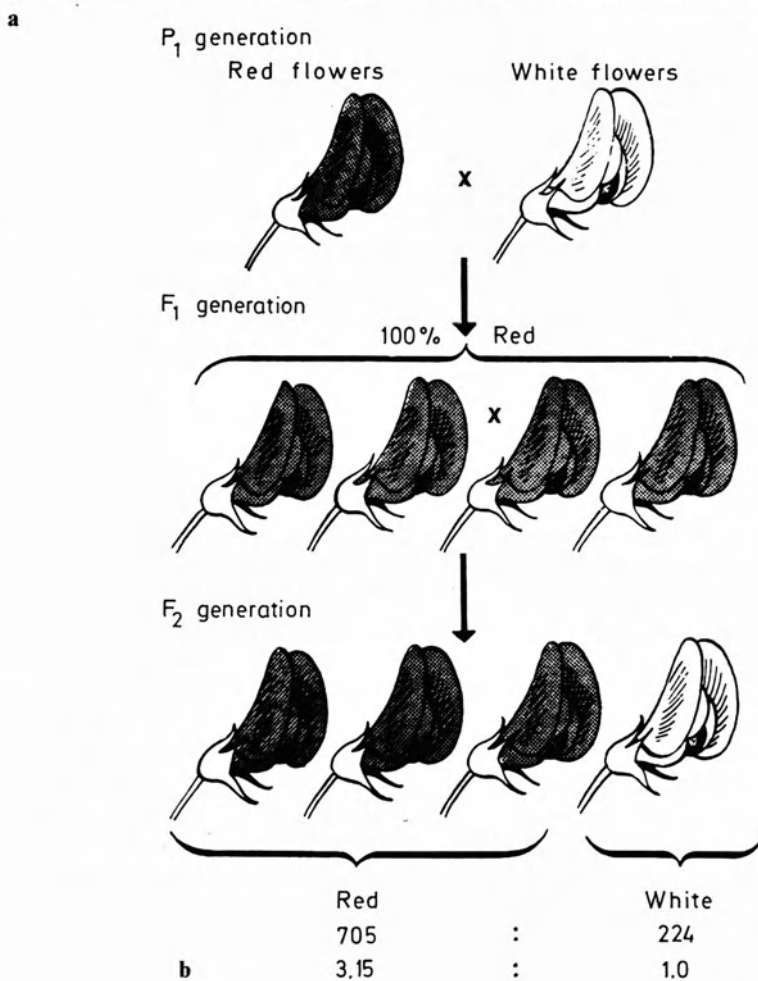 a
P1 generation
Red flowers White flowers
x
F1 generation
100% Red
x
F2 generation
Red White
705 : 224
b 3.15 : 1.0